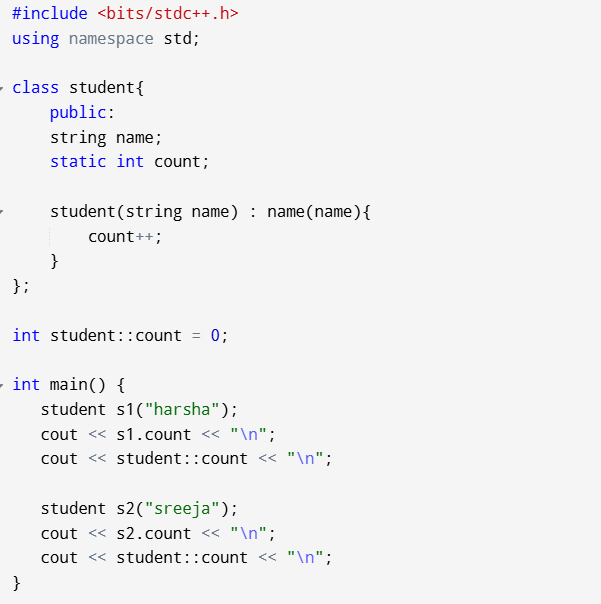 #include <bits/stdc++.h>
using namespace std;

class student{
    public:
    string name;
    static int count;

    student(string name) : name(name){
        count++;
    }
};

int student::count = 0;

int main() {
   student s1("harsha");
   cout << s1.count << "\n";
   cout << student::count << "\n";

   student s2("sreeja");
   cout << s2.count << "\n";
   cout << student::count << "\n";
}